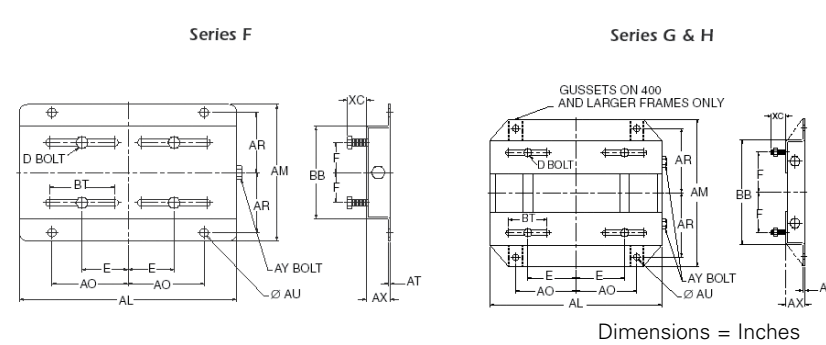 Series F
Series G & H
XC
D BOLT
BT
F
F
BB
AR
AR
AM
E
E
AO
AO
AL
AY BOLT
Ø AU
AT
AX
GUSSETS ON 400
AND LARGER FRAMES ONLY
XC
D BOLT
BT
F
F
BB
AR
AR
AM
E
E
AO
AO
AL
AY BOLT
Ø AU
AX
Dimensions = Inches